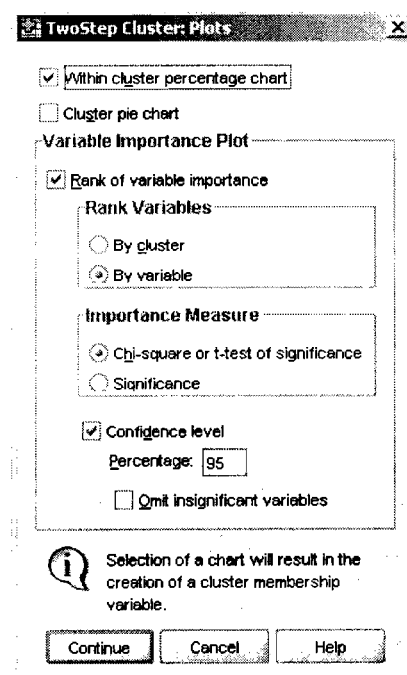 TwoStep Cluster: Plots
Within cluster percentage chart
Cluster pie chart
Variable Importance Plot
Rank of variable importance
Rank Variables
By cluster
By variable
Importance Measure
Chi-square or t-test of significance
Significance
Confidence level
Percentage: 95
Omit insignificant variables
Selection of a chart will result in the
creation of a cluster membership
variable.
Continue Cancel Help